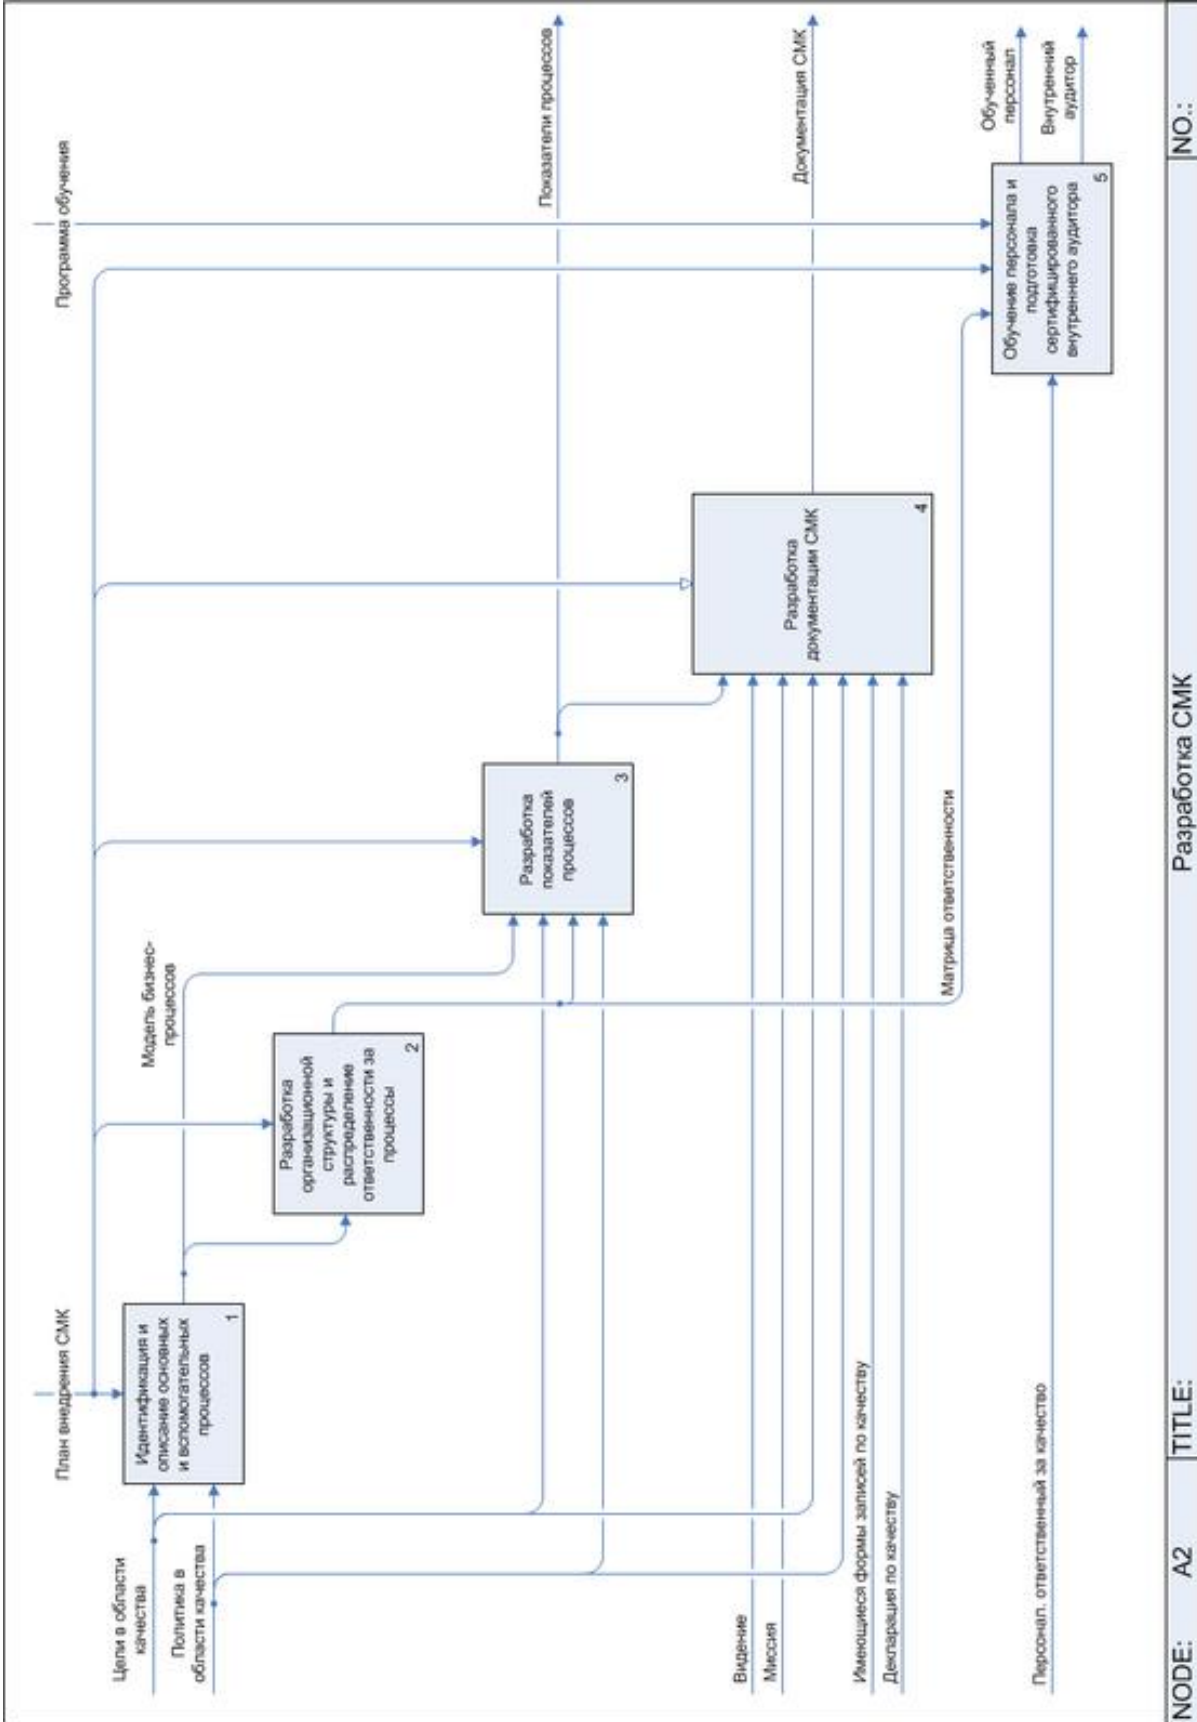 План внедрения СМК
Программа обучения
Цели в области
качества
Политика в
области качества
Идентификация и
описание основных
и вспомогательных
процессов
1
Модель бизнес-
процессов
Разработка
организационной
структуры и
распределение
ответственности за
процессы
2
Разработка
показателей
процессов
3
Показатели процессов
Видение
Миссия
Имеющиеся формы записей по качеству
Декларация по качеству
Разработка
документации СМК
4
Документация СМК
Матрица ответственности
Персонал. ответственный за качество
Обучение персонала и
подготовка
сертифицированного
внутреннего аудитора
5
Обученный
персонал
Внутренний
аудитор
NODE: A2
TITLE: Разработка СМК
NO.: